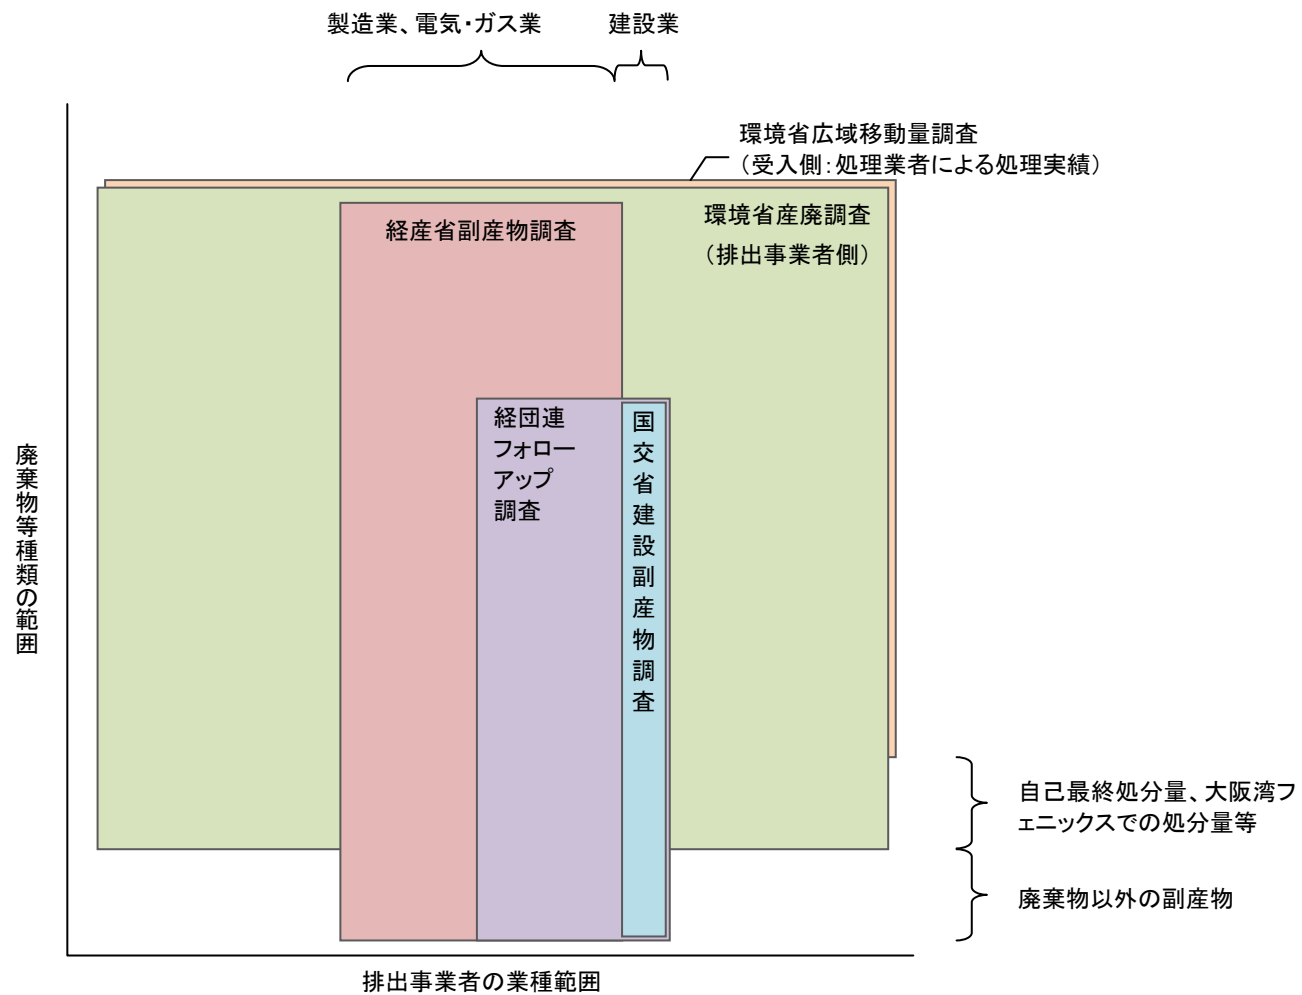 製造業、電気・ガス業
建設業
環境省広域移動量調査
（受入側：処理業者による処理実績）
環境省産廃調査
（排出事業者側）
経産省副産物調査
経団連
フォロー
アップ
調査
国交省建設副産物調査
廃棄物等種類の範囲
自己最終処分量、大阪湾フ
ェニックスでの処分量等
廃棄物以外の副産物
排出事業者の業種範囲